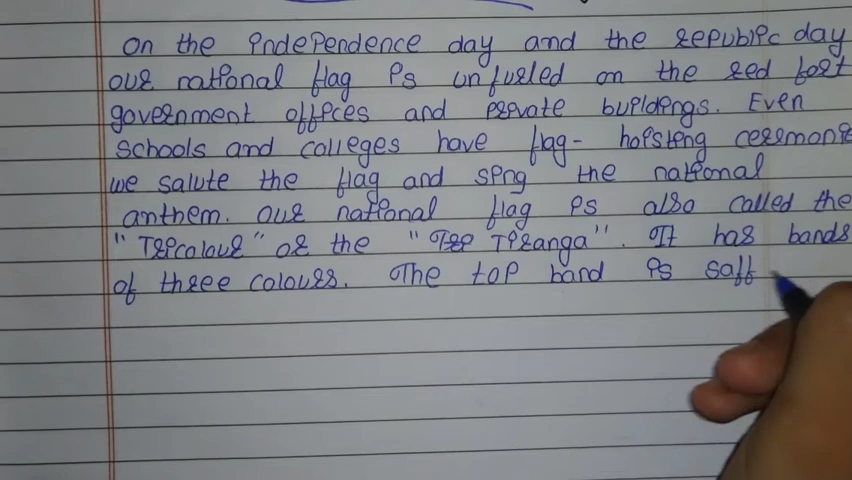 On the independence day and the repubic day
our national flag is unfurled on the red fort
government offices and private buildings. Even
schools and colleges have flag- hoisting ceremonie
we salute the flag and sing the national
anthem. Our national flag is also called the
"Tricolour" or the "Tiranga". It has bands
of three colours. The top band is saff